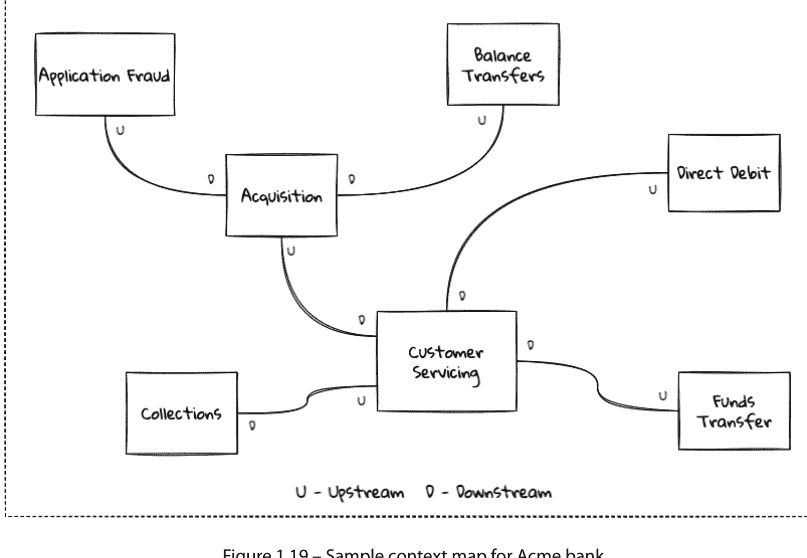 Application Fraud
Balance
Transfers
U
U
Direct Debit
D
D
Acquisition
U
U
D
D
Customer
Servicing
D
U
Funds
Transfer
U
Collections
D
U - Upstream D - Downstream
Figure 1.19 – Sample context map for Acme bank